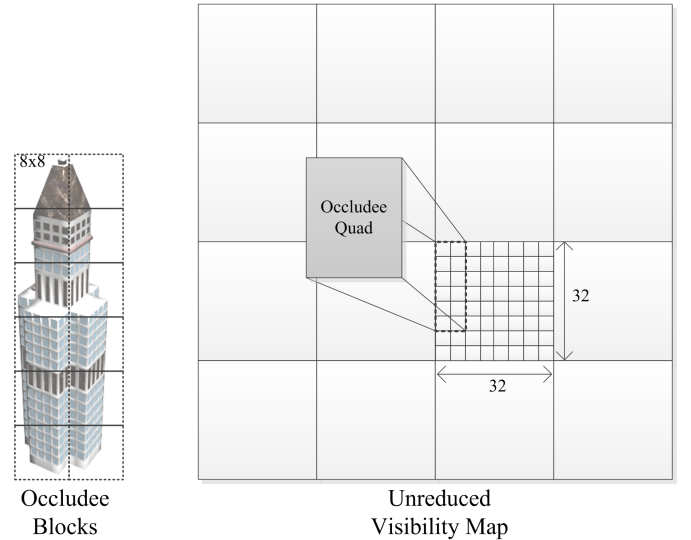 8x8
Occludee
Quad
32
32
Occludee
Blocks
Unreduced
Visibility Map